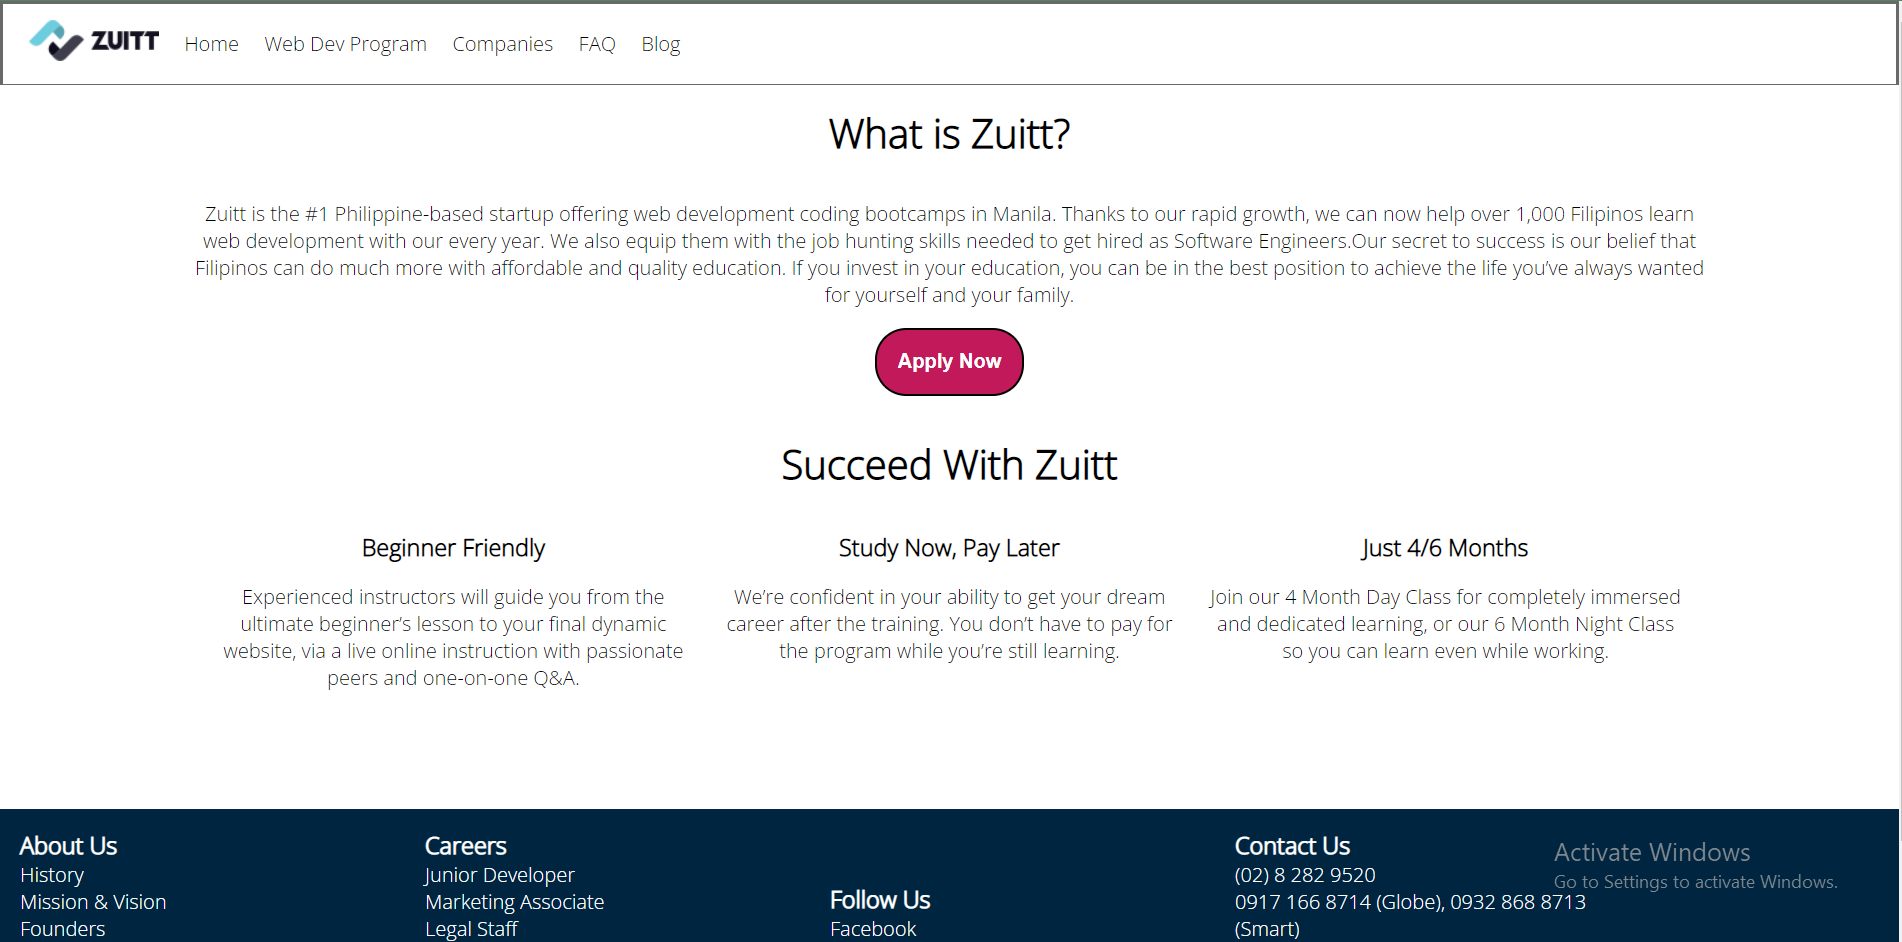 ZUITT Home Web Dev Program Companies FAQ Blog
What is Zuitt?
Zuitt is the #1 Philippine-based startup offering web development coding bootcamps in Manila. Thanks to our rapid growth, we can now help over 1,000 Filipinos learn
web development with our every year. We also equip them with the job hunting skills needed to get hired as Software Engineers.Our secret to success is our belief that
Filipinos can do much more with affordable and quality education. If you invest in your education, you can be in the best position to achieve the life you’ve always wanted
for yourself and your family.
Apply Now
Succeed With Zuitt
Beginner Friendly
Experienced instructors will guide you from the
ultimate beginner’s lesson to your final dynamic
website, via a live online instruction with passionate
peers and one-on-one Q&A.
Study Now, Pay Later
We’re confident in your ability to get your dream
career after the training. You don’t have to pay for
the program while you’re still learning.
Just 4/6 Months
Join our 4 Month Day Class for completely immersed
and dedicated learning, or our 6 Month Night Class
so you can learn even while working.
About Us
History
Mission & Vision
Founders
Careers
Junior Developer
Marketing Associate
Legal Staff
Follow Us
Facebook
Contact Us
(02) 8 282 9520
0917 166 8714 (Globe), 0932 868 8713
(Smart)
Activate Windows
Go to Settings to activate Windows.